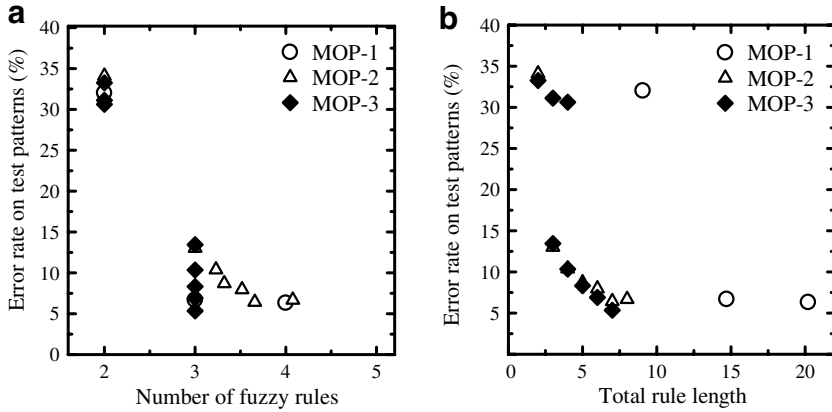 a
Error rate on test patterns (%)
40
35
30
25
20
15
10
5
0
2
3
4
5
Number of fuzzy rules
MOP-1
MOP-2
MOP-3
b
Error rate on test patterns (%)
40
35
30
25
20
15
10
5
0
5
10
15
20
Total rule length
MOP-1
MOP-2
MOP-3